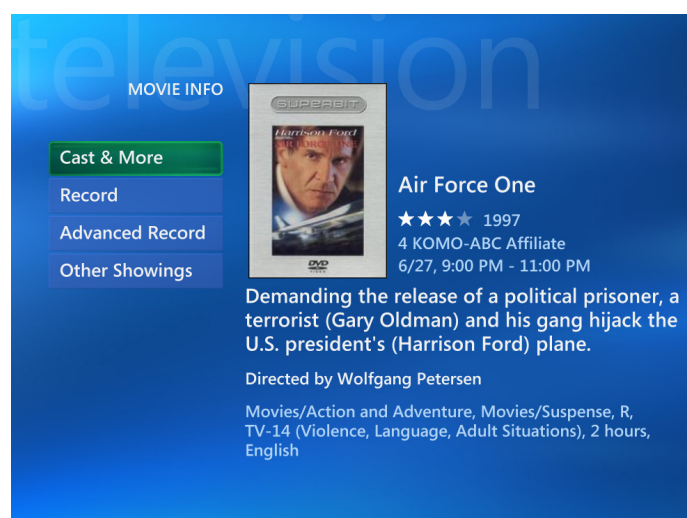 television
MOVIE INFO
SUPERBIT
Harrison Ford
AIR FORCE ONE
DVD
VIDEO
Cast & More
Record
Advanced Record
Other Showings
Air Force One
1997
4 KOMO-ABC Affiliate
6/27, 9:00 PM - 11:00 PM
Demanding the release of a political prisoner, a
terrorist (Gary Oldman) and his gang hijack the
U.S. president's (Harrison Ford) plane.
Directed by Wolfgang Petersen
Movies/Action and Adventure, Movies/Suspense, R,
TV-14 (Violence, Language, Adult Situations), 2 hours,
English